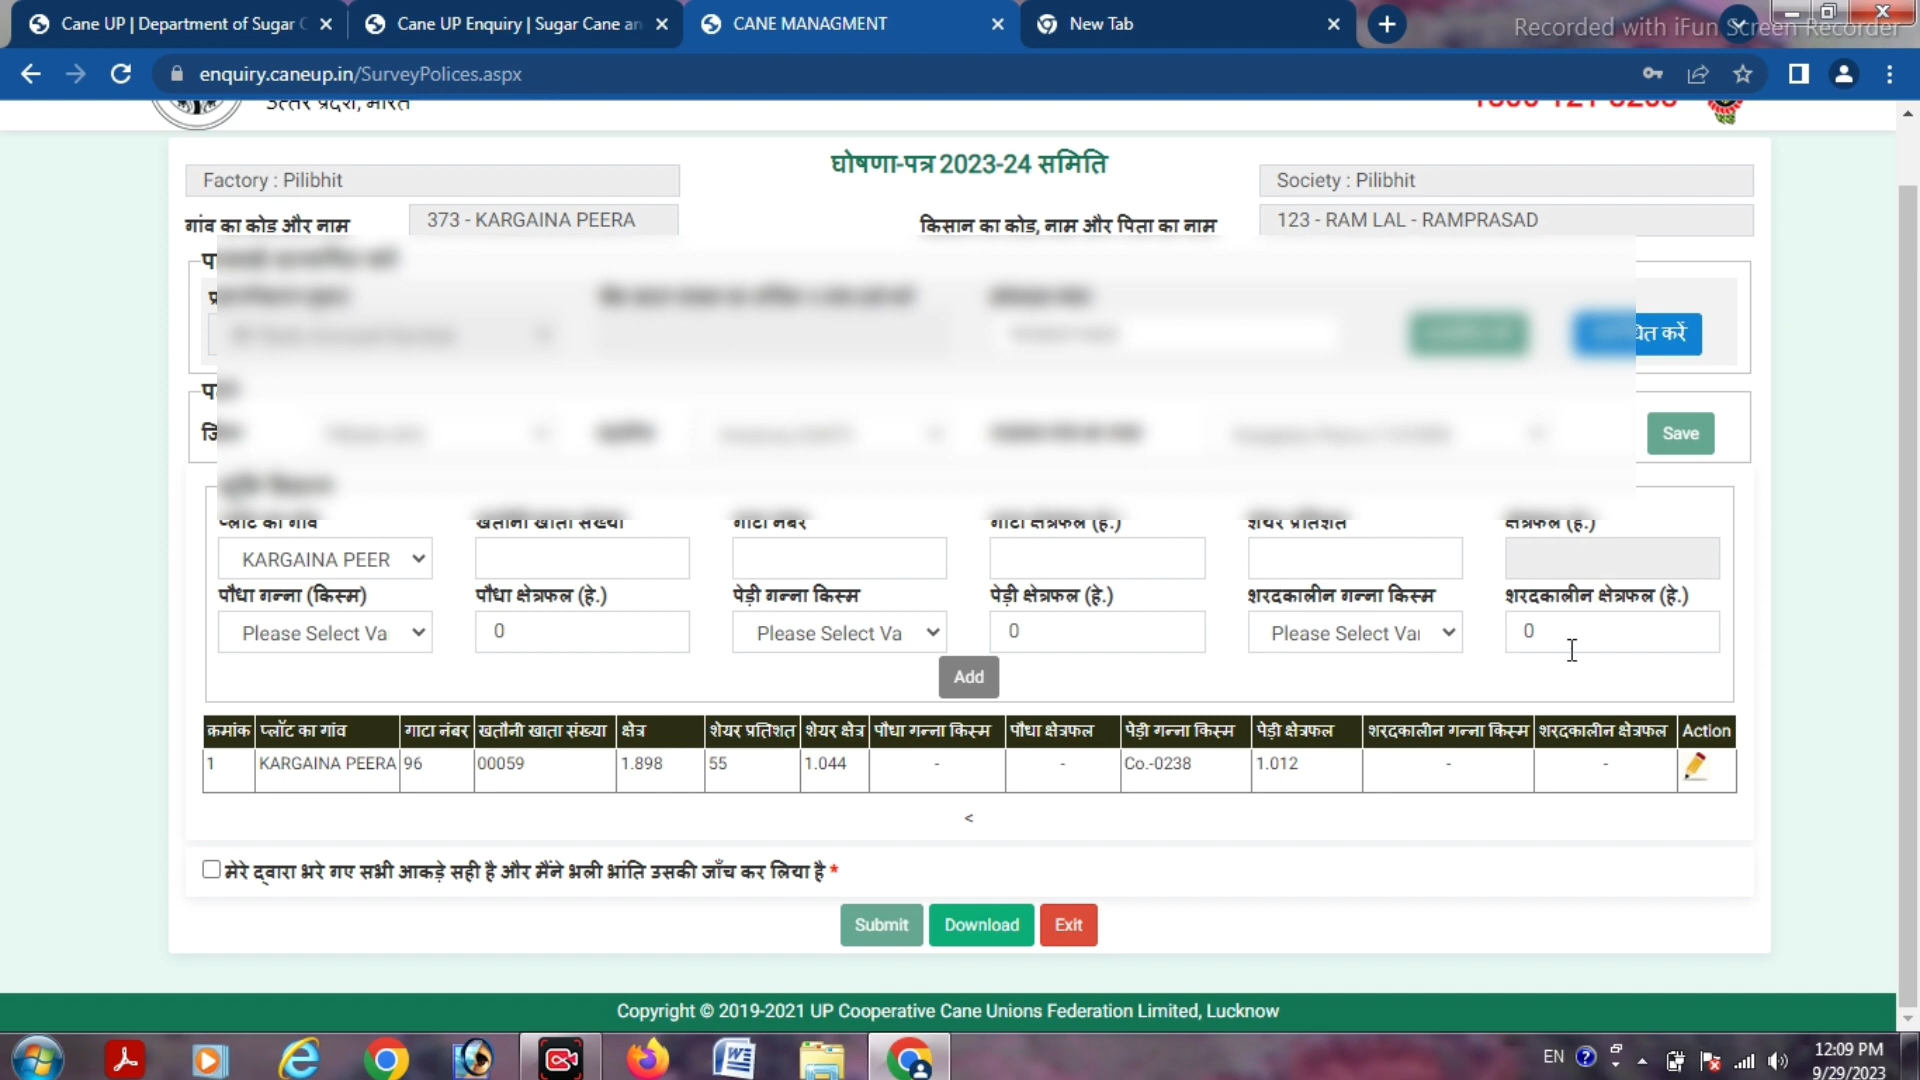 Cane UP | Department of Sugar C
Cane UP Enquiry | Sugar Cane an
CANE MANAGMENT
New Tab
Recorded with iFun Screen Recorder
enquiry.caneup.in/SurveyPolices.aspx
उत्तर प्रदेश, भारत
घोषणा-पत्र 2023-24 समिति
Factory : Pilibhit
Society : Pilibhit
गांव का कोड और नाम
373 - KARGAINA PEERA
किसान का कोड, नाम और पिता का नाम
123 - RAM LAL - RAMPRASAD
करें
Save
प्लॉट का गांव खतौनी खाता संख्या गाटा नंबर गाटा क्षेत्रफल (हे.) शेयर प्रतिशत क्षेत्रफल (हे.)
KARGAINA PEER
पौधा गन्ना (किस्म) पौधा क्षेत्रफल (हे.) पेड़ी गन्ना किस्म पेड़ी क्षेत्रफल (हे.) शरदकालीन गन्ना किस्म शरदकालीन क्षेत्रफल (हे.)
Please Select Va 0 Please Select Va 0 Please Select Var 0
Add
क्रमांक प्लॉट का गांव गाटा नंबर खतौनी खाता संख्या क्षेत्र शेयर प्रतिशत शेयर क्षेत्र पौधा गन्ना किस्म पौधा क्षेत्रफल पेड़ी गन्ना किस्म पेड़ी क्षेत्रफल शरदकालीन गन्ना किस्म शरदकालीन क्षेत्रफल Action
1 KARGAINA PEERA 96 00059 1.898 55 1.044 - - Co.-0238 1.012 - -
<
मेरे द्वारा भरे गए सभी आकड़े सही है और मैंने भली भांति उसकी जाँच कर लिया है *
Submit Download Exit
Copyright © 2019-2021 UP Cooperative Cane Unions Federation Limited, Lucknow
EN
12:09 PM
9/29/2023